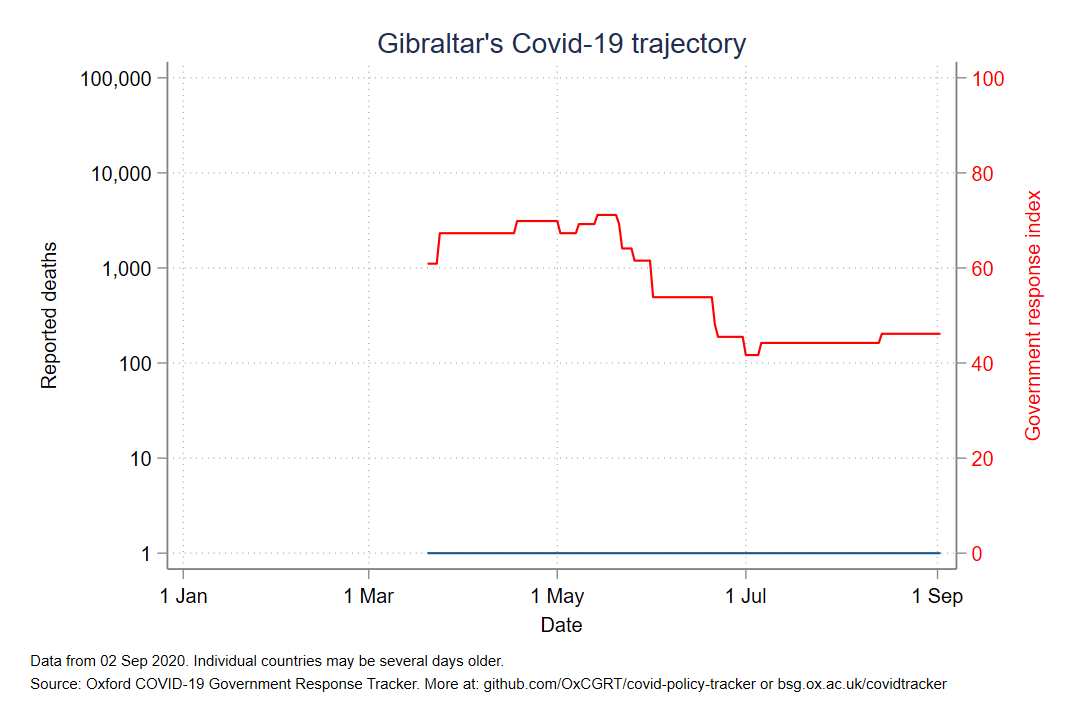 Gibraltar's Covid-19 trajectory
100,000
10,000
1,000
100
10
1
Reported deaths
100
80
60
40
20
0
Government response index
1 Jan 1 Mar 1 May 1 Jul 1 Sep
Date
Data from 02 Sep 2020. Individual countries may be several days older.
Source: Oxford COVID-19 Government Response Tracker. More at: github.com/OxCGRT/covid-policy-tracker or bsg.ox.ac.uk/covidtracker